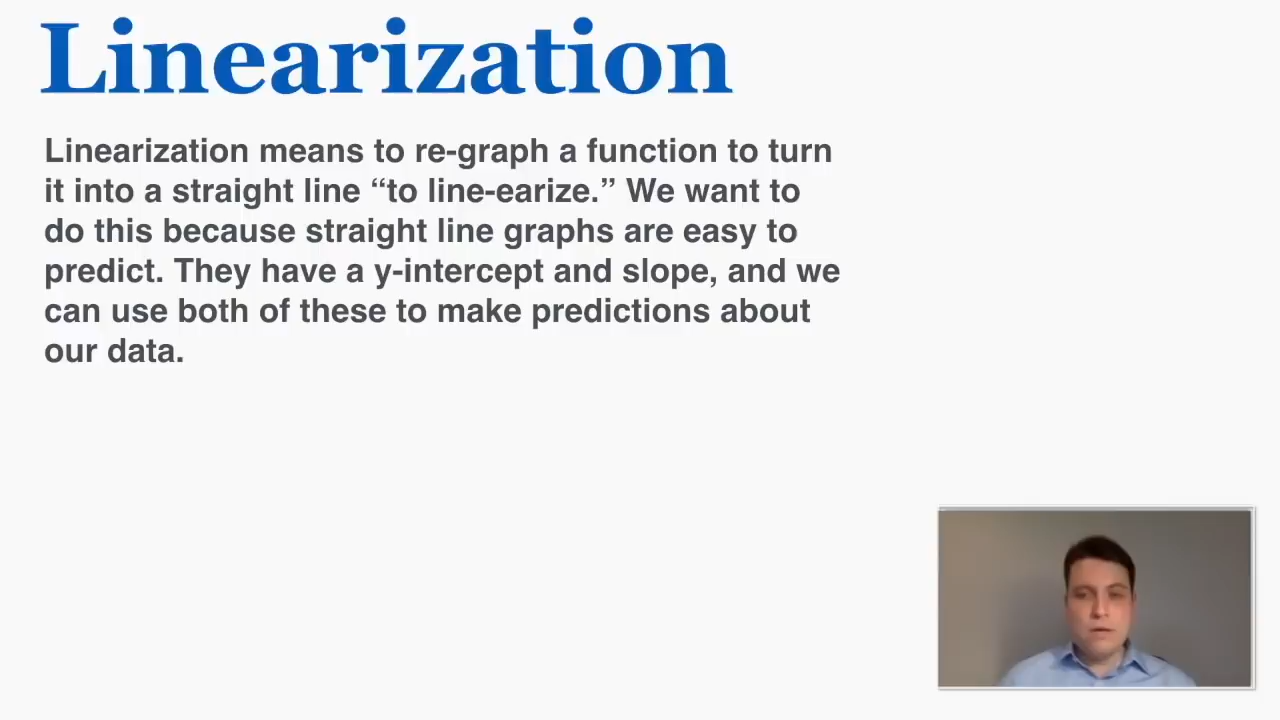 Linearization
Linearization means to re-graph a function to turn
it into a straight line “to line-earize.” We want to
do this because straight line graphs are easy to
predict. They have a y-intercept and slope, and we
can use both of these to make predictions about
our data.